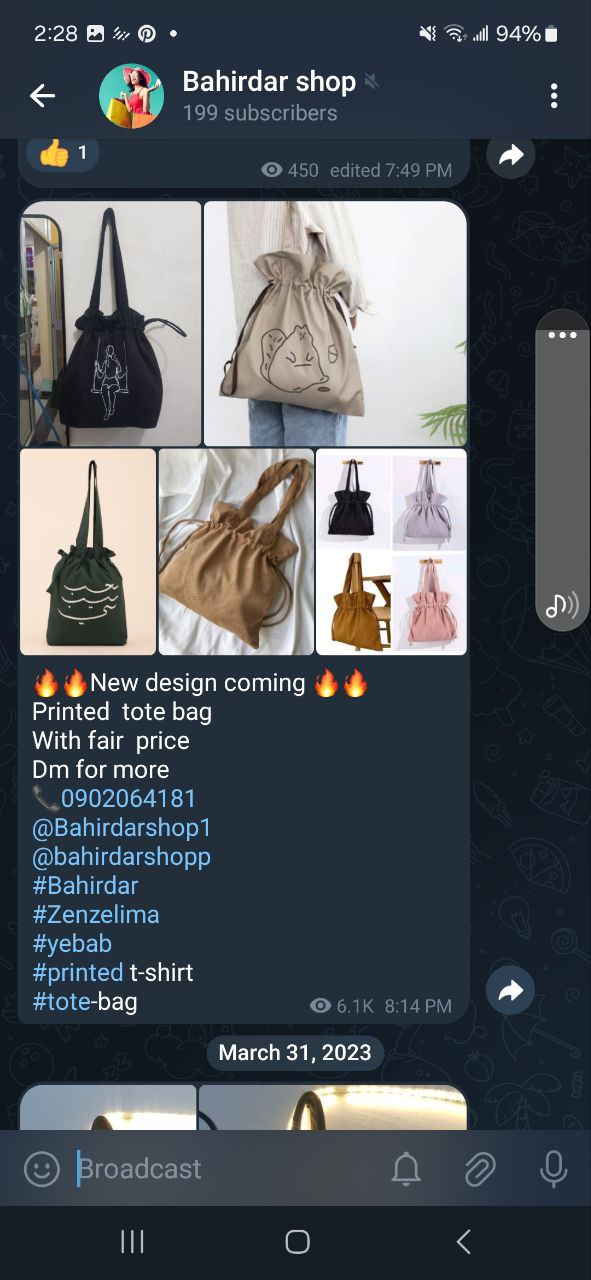 2:28
94%
Bahirdar shop
199 subscribers
👍 1
450 edited 7:49 PM
🔥🔥New design coming 🔥🔥
Printed tote bag
With fair price
Dm for more
📞0902064181
@Bahirdarshop1
@bahirdarshopp
#Bahirdar
#Zenzelima
#yebab
#printed t-shirt
#tote-bag
6.1K 8:14 PM
March 31, 2023
Broadcast